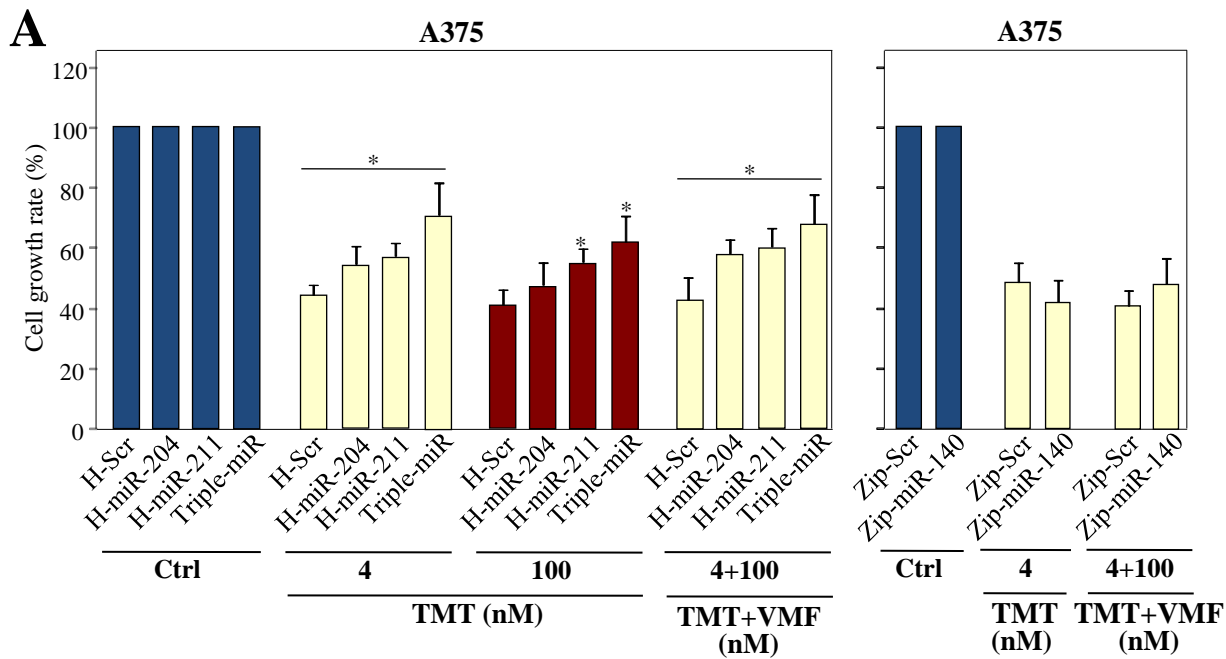 A
A375
A375
Cell growth rate (%)
120
100
80
60
40
20
0
*
*
*
*
H-Scr
H-miR-204
H-miR-211
Triple-miR
H-Scr
H-miR-204
H-miR-211
Triple-miR
H-Scr
H-miR-204
H-miR-211
Triple-miR
H-Scr
H-miR-204
H-miR-211
Triple-miR
Zip-Scr
Zip-miR-140
Zip-Scr
Zip-miR-140
Zip-Scr
Zip-miR-140
Ctrl
4
100
4+100
Ctrl
4
4+100
TMT (nM)
TMT+VMF
(nM)
TMT
(nM)
TMT+VMF
(nM)